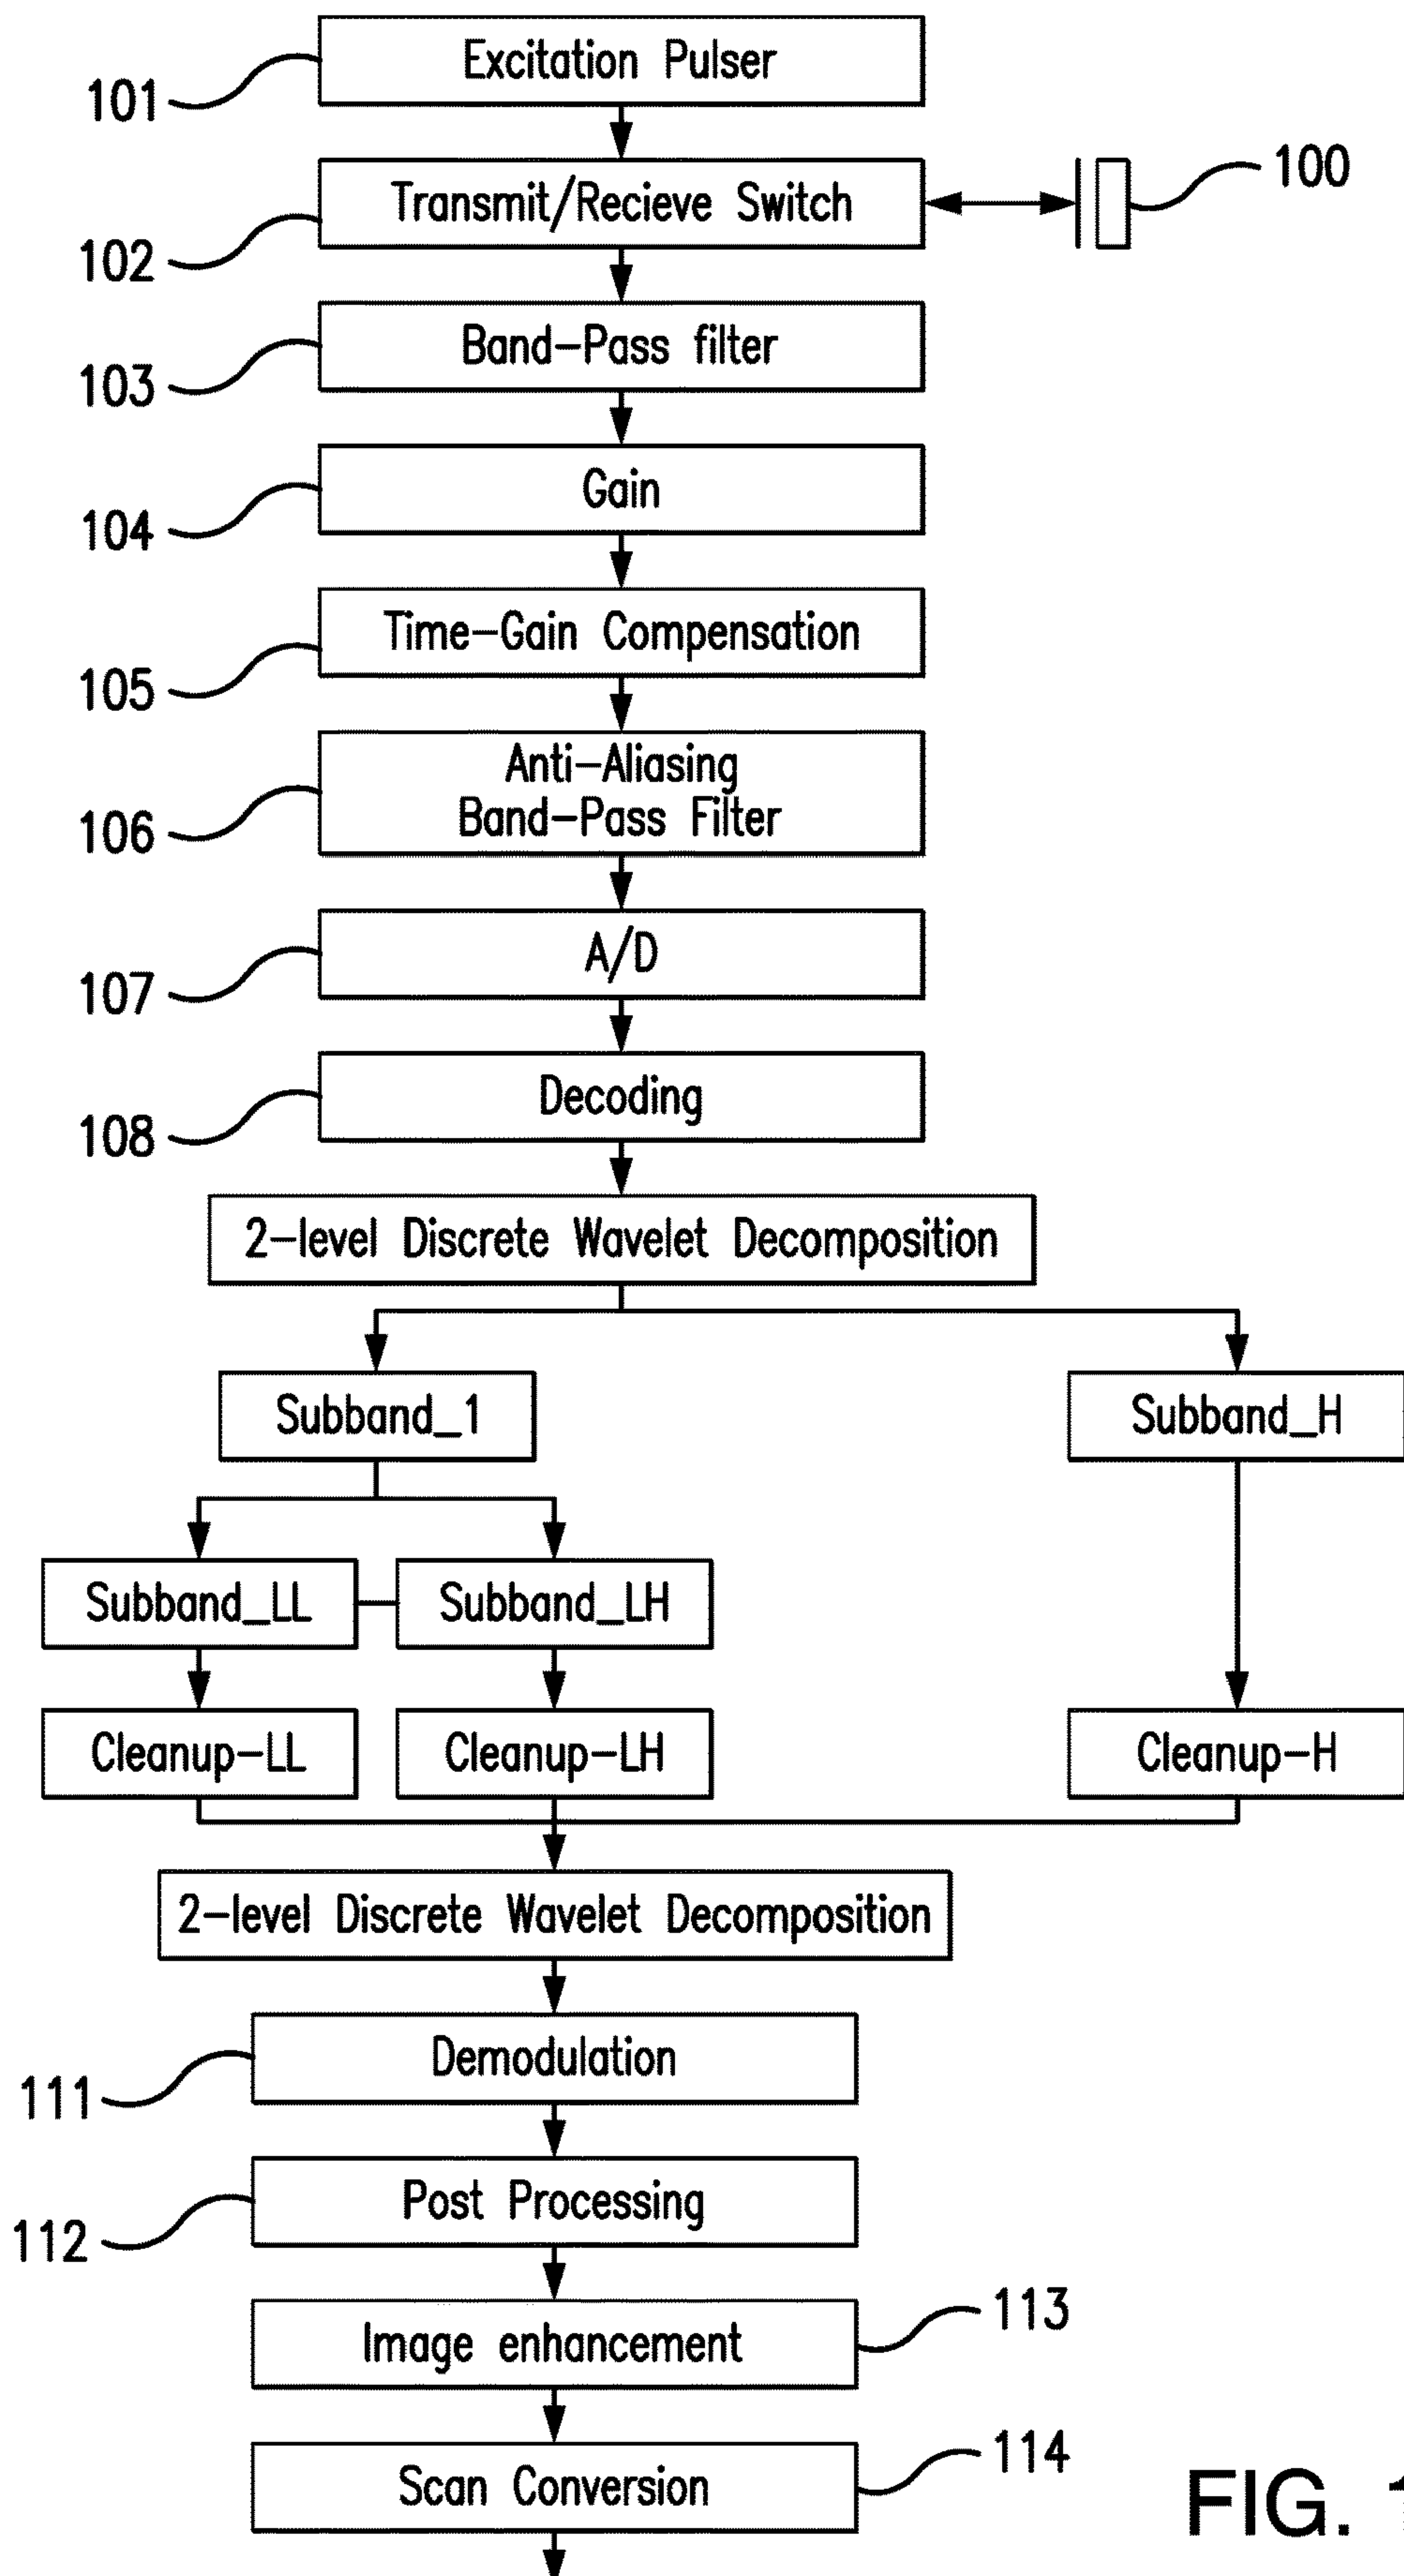 Excitation Pulser
101
Transmit/Recieve Switch
100
102
Band-Pass filter
103
Gain
104
Time-Gain Compensation
105
Anti-Aliasing
Band-Pass Filter
106
A/D
107
Decoding
108
2-level Discrete Wavelet Decomposition
Subband_1
Subband_H
Subband_LL
Subband_LH
Cleanup-LL
Cleanup-LH
Cleanup-H
2-level Discrete Wavelet Decomposition
Demodulation
111
Post Processing
112
113
Image enhancement
114
Scan Conversion
FIG.